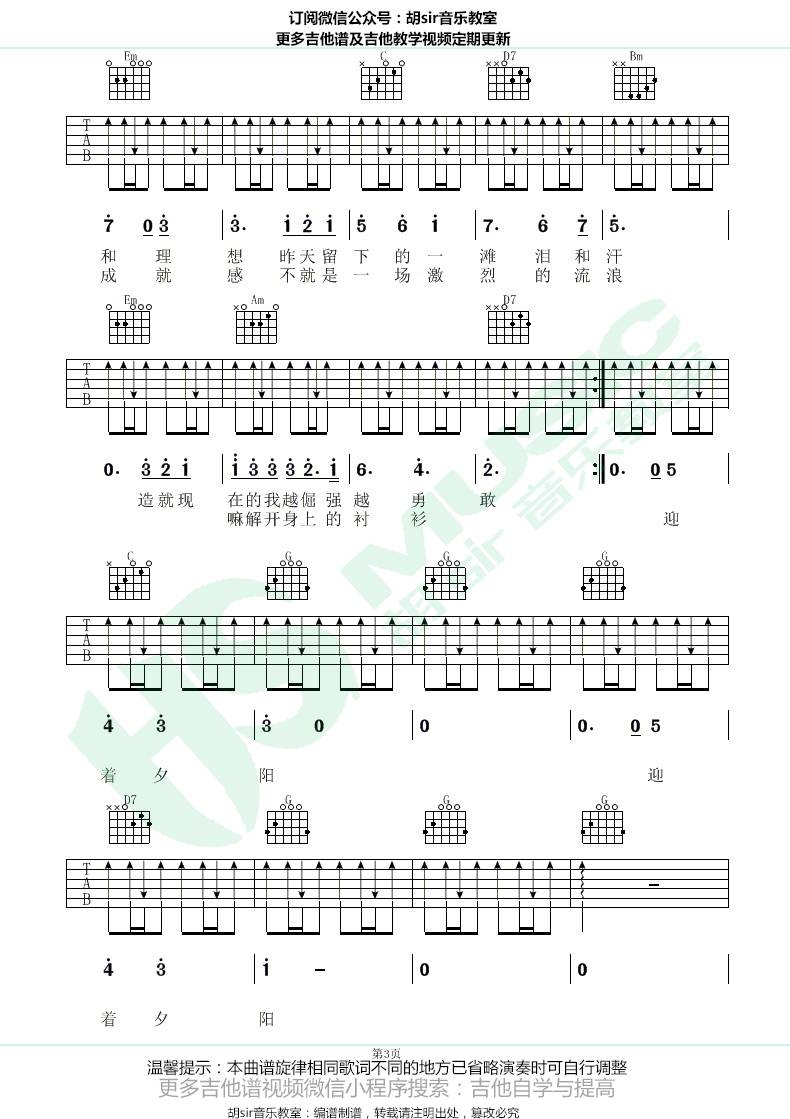 订阅微信公众号：胡sir音乐教室
更多吉他谱及吉他教学视频定期更新
Em C D7 Bm
T
A
B
7 0 3 3. 1 2 1 5 6 1 7. 6 7 5.
和 理 想 昨天留 下 的 一 滩 泪和汗
成 就 感 不就是 一 场 激 烈 的 流浪
Em Am D7
T
A
B
0. 3 2 1 1 3 3 3 2. 1 6. 4. 2. 0. 0 5
造就现 在的我越倔 强 越 勇 敢
嘛解开身上 的 衬 衫 迎
C G G G
T
A
B
4 3 3 0 0 0. 0 5
着 夕 阳 迎
D7 G G G
T
A
B
4 3 1 – 0 0
着 夕 阳
第3页
温馨提示：本曲谱旋律相同歌词不同的地方已省略演奏时可自行调整
更多吉他谱视频微信小程序搜索：吉他自学与提高
胡sir音乐教室：编谱制谱，转载请注明出处，篡改必究
HS MUSIC
胡sir 音乐教室